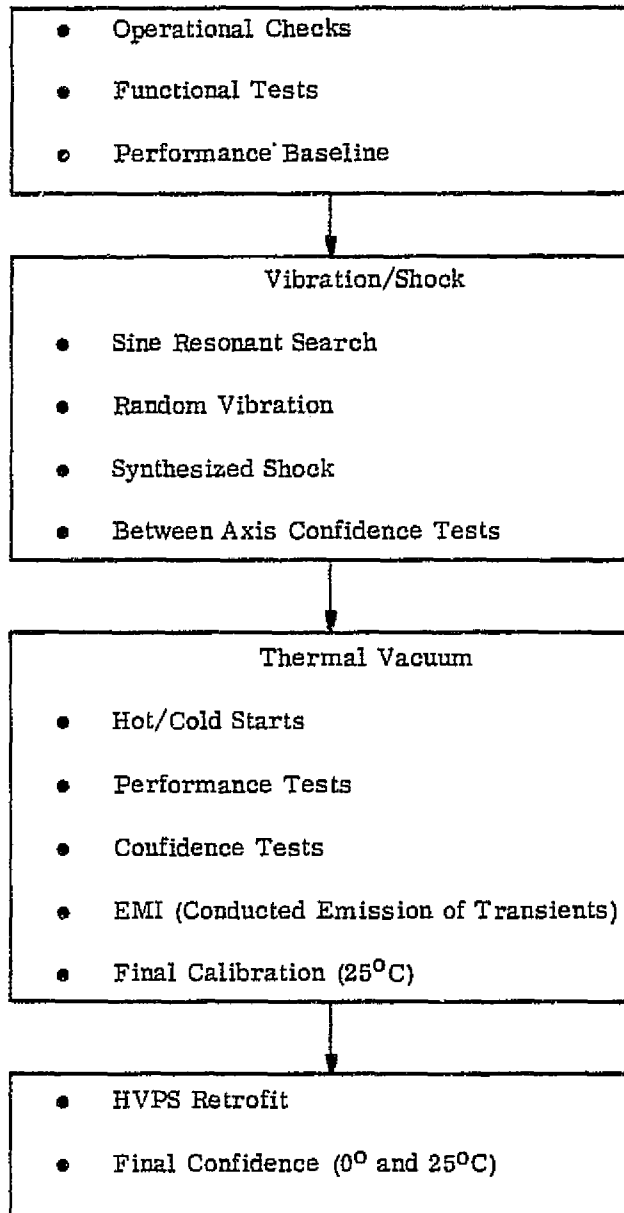 • Operational Checks
• Functional Tests
• Performance Baseline
Vibration/Shock
• Sine Resonant Search
• Random Vibration
• Synthesized Shock
• Between Axis Confidence Tests
Thermal Vacuum
• Hot/Cold Starts
• Performance Tests
• Confidence Tests
• EMI (Conducted Emission of Transients)
• Final Calibration (25°C)
• HVPS Retrofit
• Final Confidence (0° and 25°C)